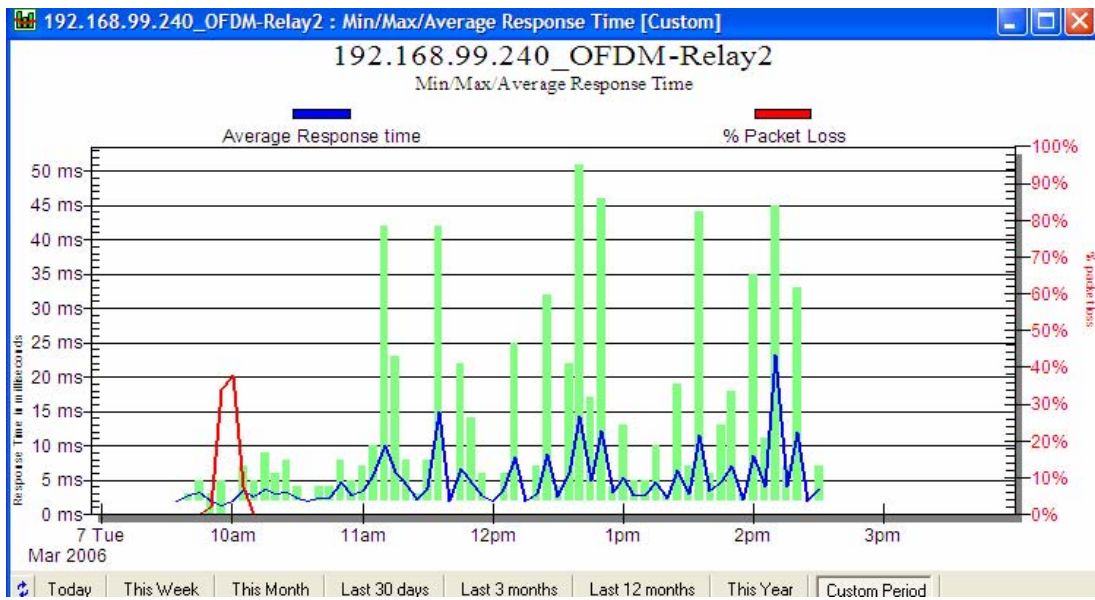 192.168.99.240_OFDM-Relay2 : Min/Max/Average Response Time [Custom]
192.168.99.240_OFDM-Relay2
Min/Max/Average Response Time
Average Response time
% Packet Loss
50 ms
45 ms
40 ms
35 ms
30 ms
25 ms
20 ms
15 ms
10 ms
5 ms
0 ms
Response Time in milliseconds
100%
90%
80%
70%
60%
50%
40%
30%
20%
10%
0%
% packet loss
7 Tue 10am 11am 12pm 1pm 2pm 3pm
Mar 2006
Today This Week This Month Last 30 days Last 3 months Last 12 months This Year Custom Period